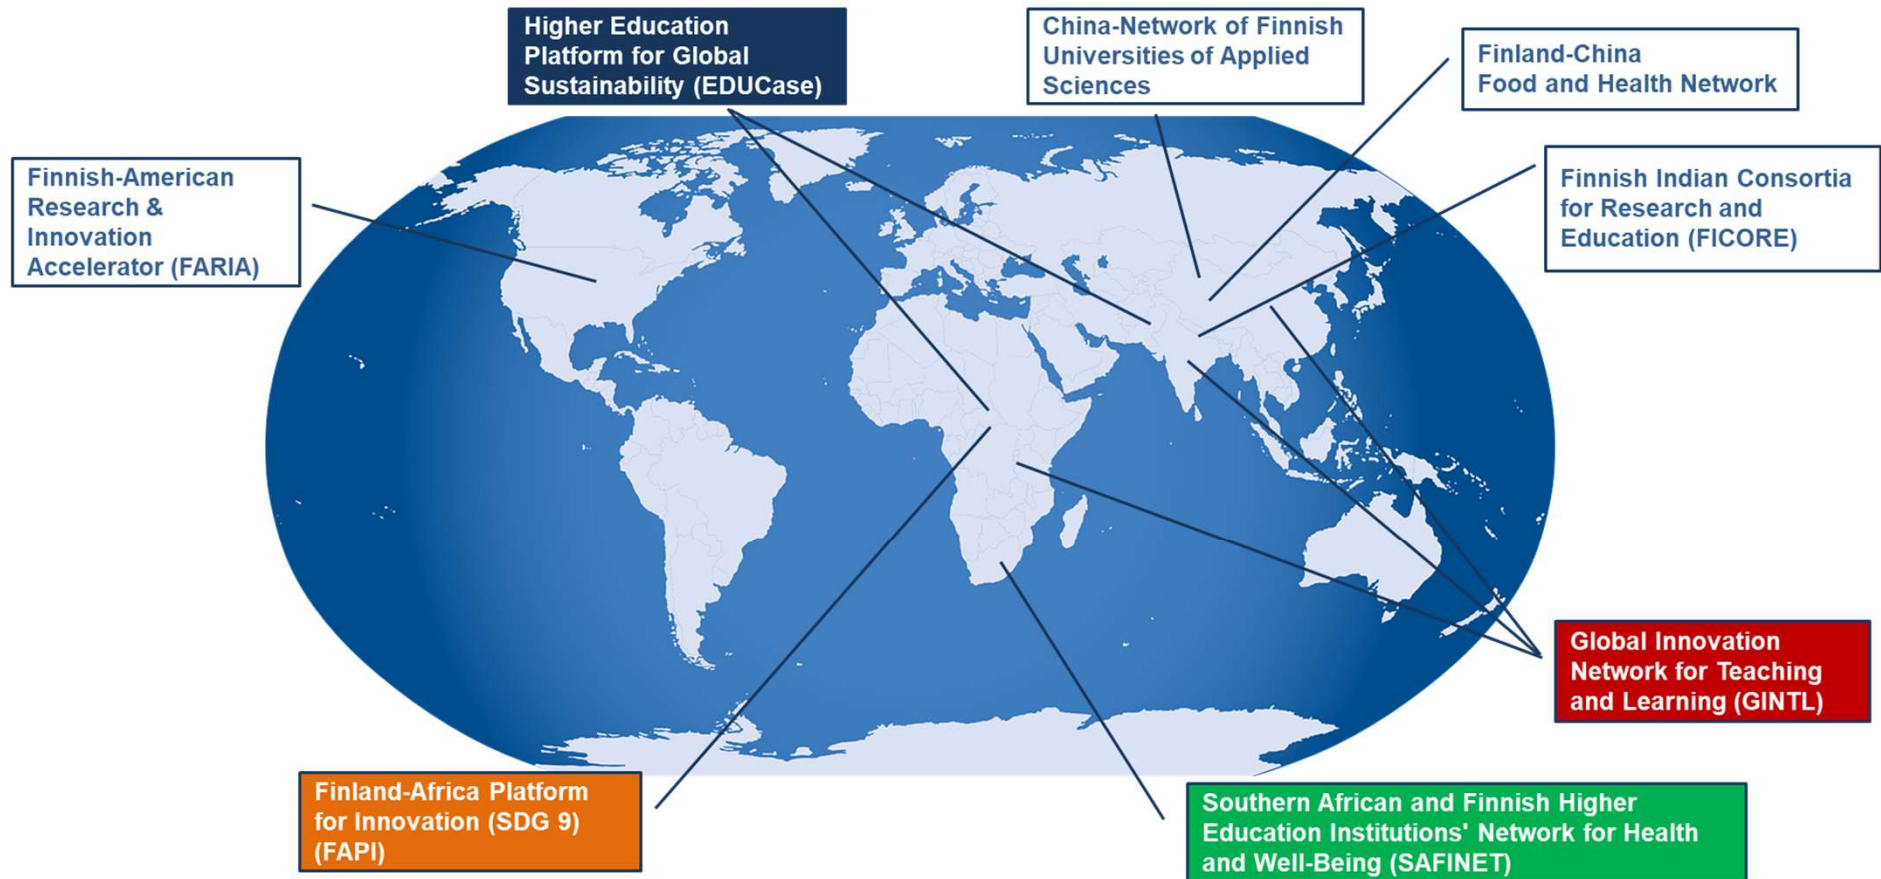 Higher Education
Platform for Global
Sustainability (EDUCase)
China-Network of Finnish
Universities of Applied
Sciences
Finland-China
Food and Health Network
Finnish-American
Research &
Innovation
Accelerator (FARIA)
Finnish Indian Consortia
for Research and
Education (FICORE)
Global Innovation
Network for Teaching
and Learning (GINTL)
Finland-Africa Platform
for Innovation (SDG 9)
(FAPI)
Southern African and Finnish Higher
Education Institutions' Network for Health
and Well-Being (SAFINET)